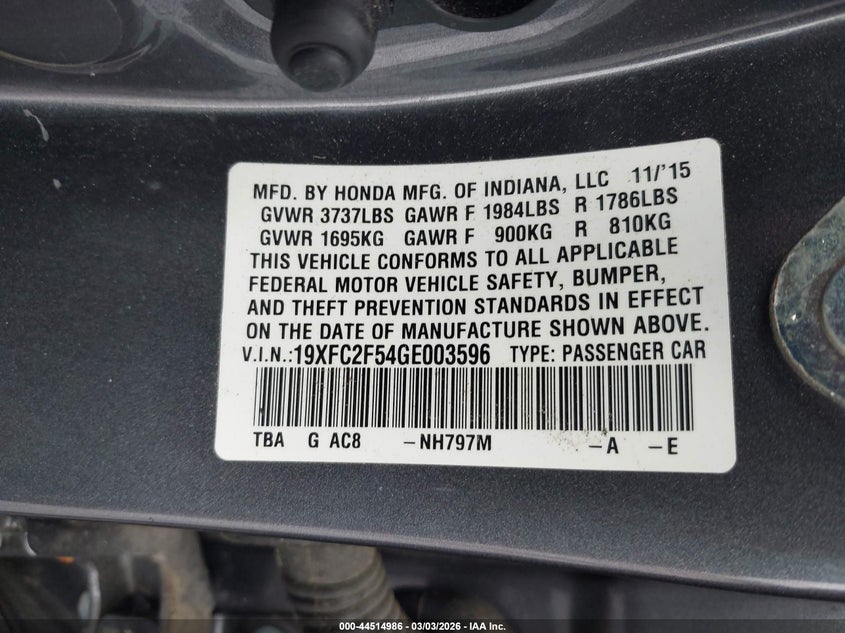 MFD. BY HONDA MFG. OF INDIANA, LLC 11/'15
GVWR 3737LBS GAWR F 1984LBS R 1786LBS
GVWR 1695KG GAWR F 900KG R 810KG
THIS VEHICLE CONFORMS TO ALL APPLICABLE
FEDERAL MOTOR VEHICLE SAFETY, BUMPER,
AND THEFT PREVENTION STANDARDS IN EFFECT
ON THE DATE OF MANUFACTURE SHOWN ABOVE.
V.I.N.:19XFC2F54GE003596 TYPE: PASSENGER CAR
TBA G AC8 –NH797M –A –E
000-44514986 - 03/03/2026 - IAA Inc.